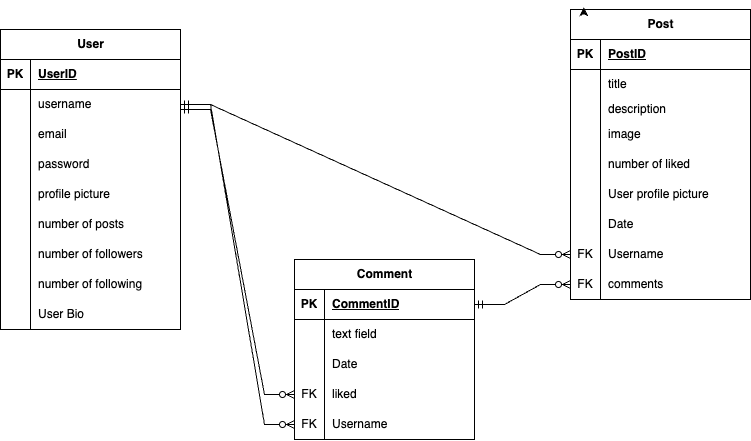 User
PK UserID
username
email
password
profile picture
number of posts
number of followers
number of following
User Bio
Comment
PK CommentID
text field
Date
FK liked
FK Username
Post
PK PostID
title
description
image
number of liked
User profile picture
Date
FK Username
FK comments